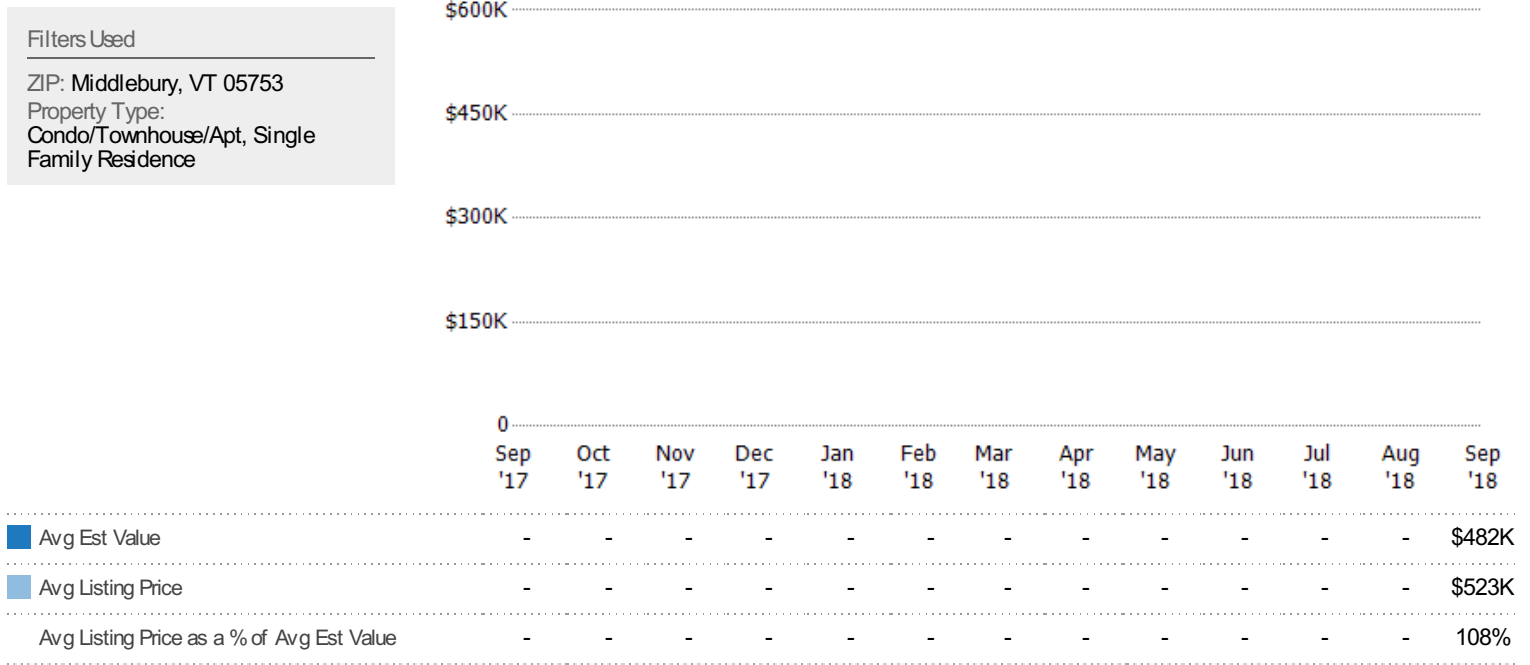 Filters Used
ZIP: Middlebury, VT 05753
Property Type:
Condo/Townhouse/Apt, Single
Family Residence
$600K
$450K
$300K
$150K
0
Sep Oct Nov Dec Jan Feb Mar Apr May Jun Jul Aug Sep
'17 '17 '17 '17 '18 '18 '18 '18 '18 '18 '18 '18 '18
Avg Est Value - - - - - - - - - - - - $482K
Avg Listing Price - - - - - - - - - - - - $523K
Avg Listing Price as a % of Avg Est Value - - - - - - - - - - - - 108%